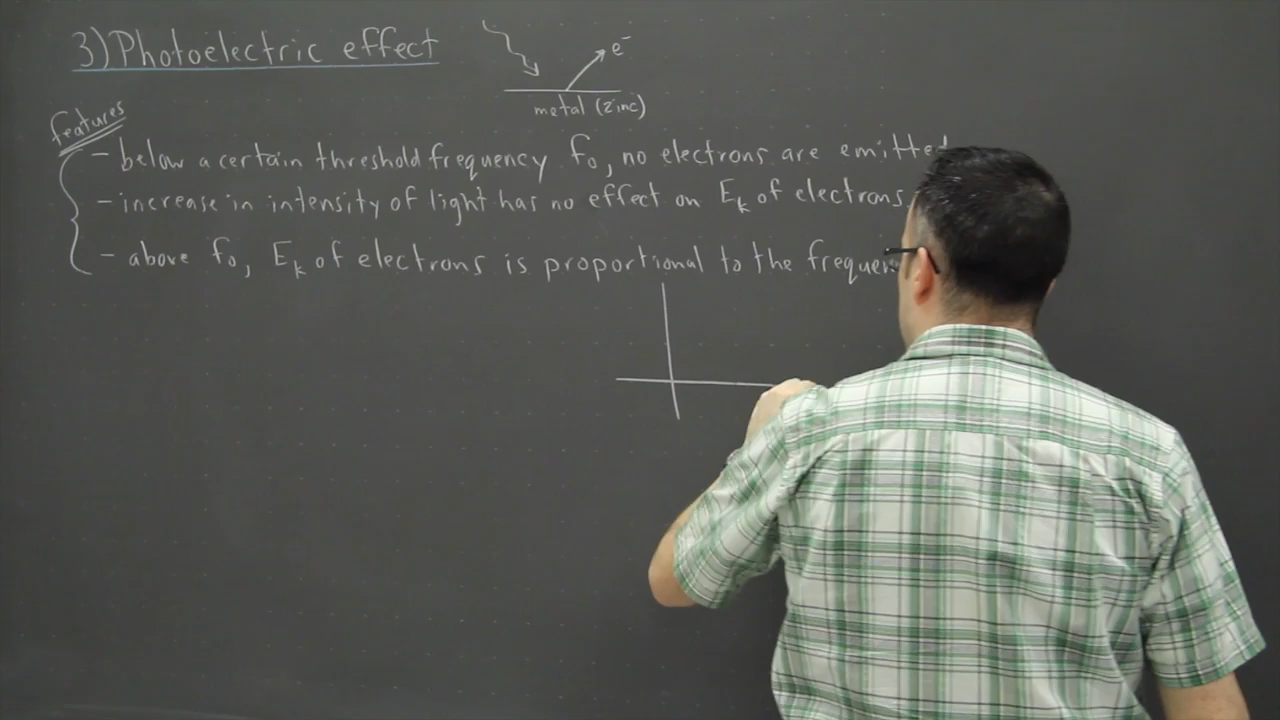 3) Photoelectric effect
e⁻
metal (zinc)
features
- below a certain threshold frequency f₀, no electrons are emitted
- increase in intensity of light has no effect on Eₖ of electrons.
- above f₀, Eₖ of electrons is proportional to the